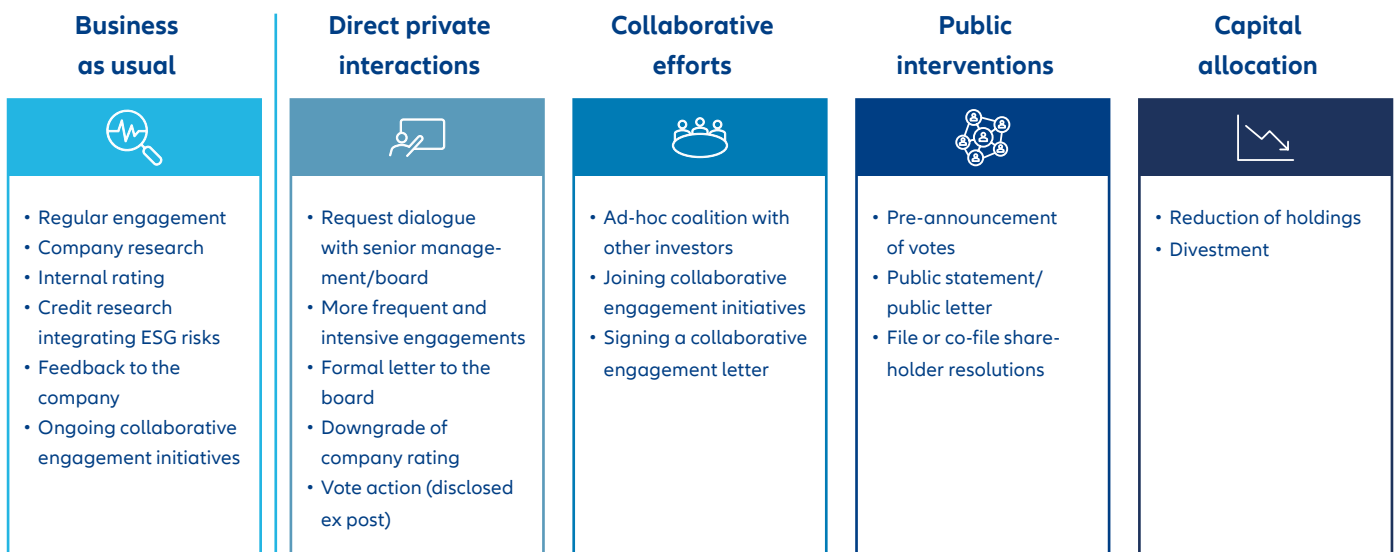 Business
as usual
• Regular engagement
• Company research
• Internal rating
• Credit research
integrating ESG risks
• Feedback to the
company
• Ongoing collaborative
engagement initiatives
Direct private
interactions
• Request dialogue
with senior manage-
ment/board
• More frequent and
intensive engagements
• Formal letter to the
board
• Downgrade of
company rating
• Vote action (disclosed
ex post)
Collaborative
efforts
• Ad-hoc coalition with
other investors
• Joining collaborative
engagement initiatives
• Signing a collaborative
engagement letter
Public
interventions
• Pre-announcement
of votes
• Public statement/
public letter
• File or co-file share-
holder resolutions
Capital
allocation
• Reduction of holdings
• Divestment